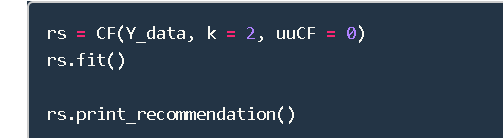 rs = CF(Y_data, k = 2, uuCF = 0)
rs.fit()
rs.print_recommendation()